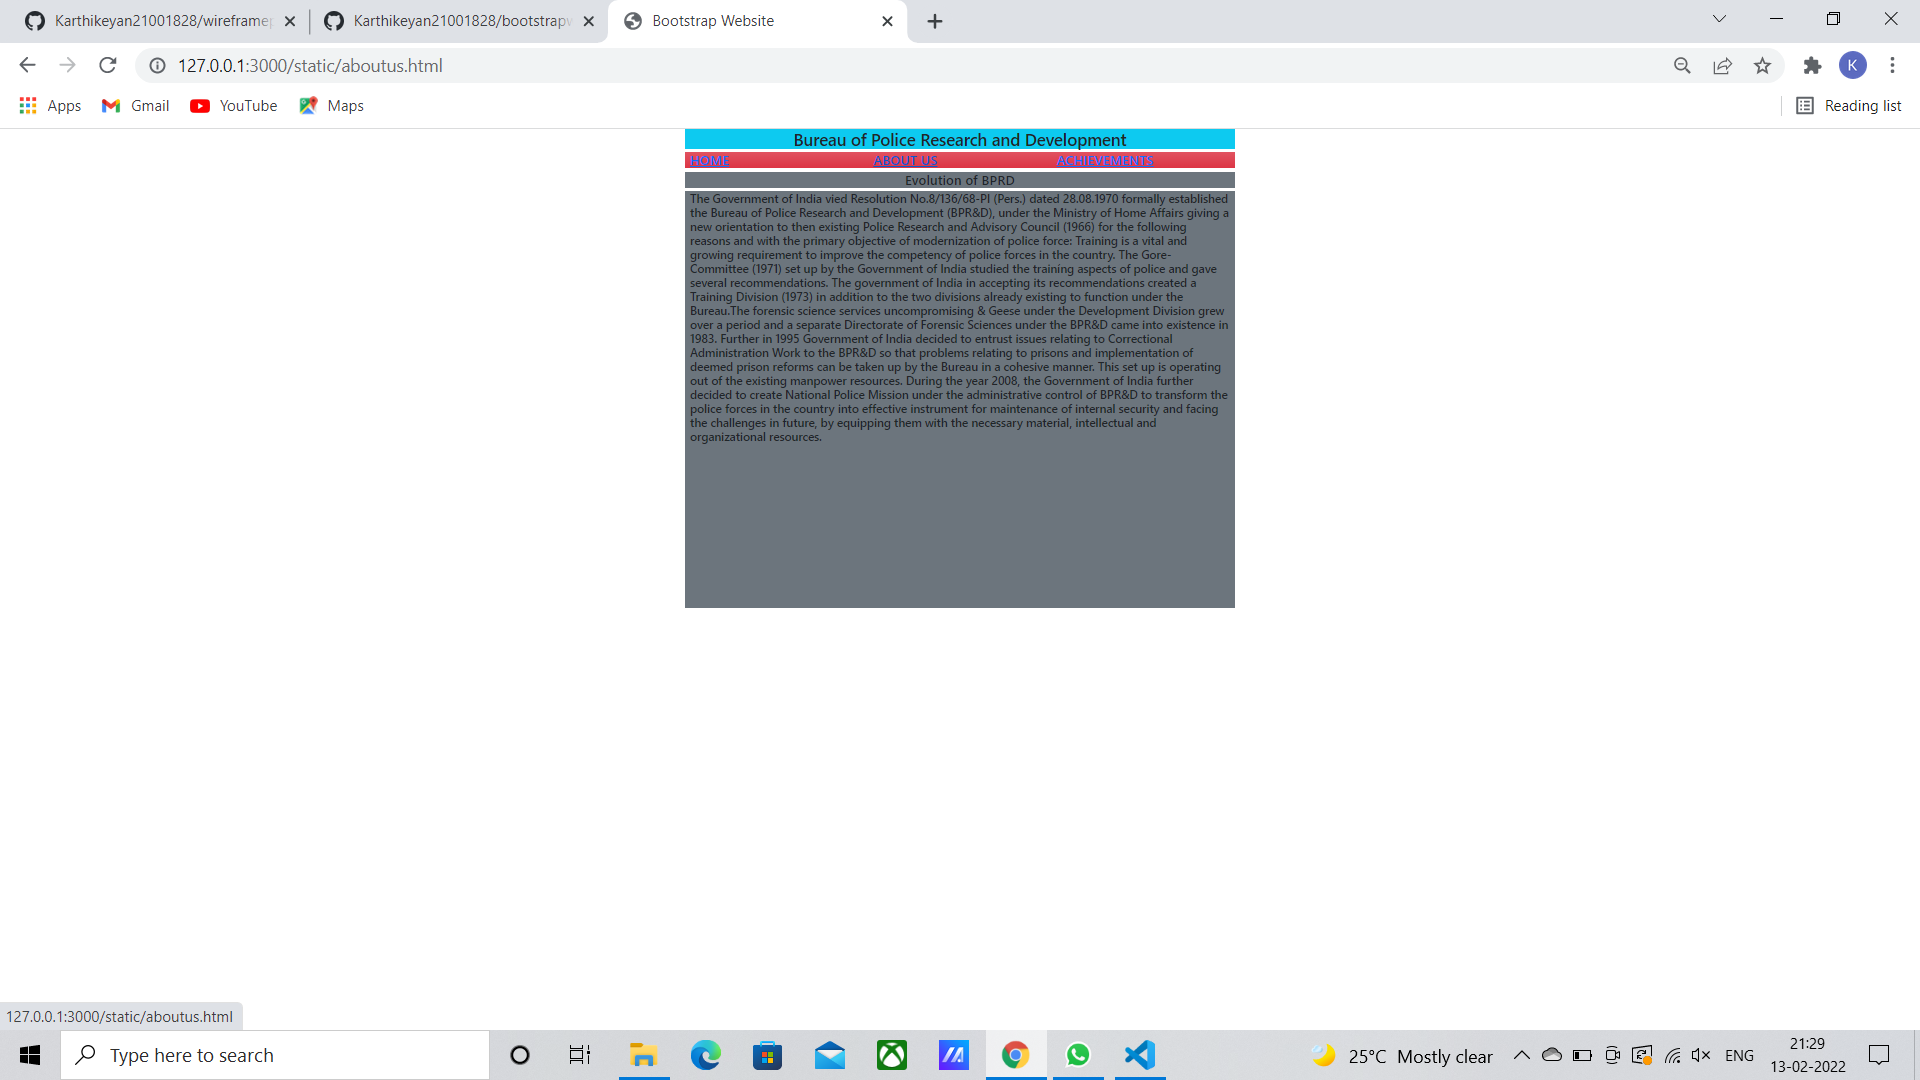 Karthikeyan21001828/wireframep
Karthikeyan21001828/bootstrapw
Bootstrap Website
127.0.0.1:3000/static/aboutus.html
K
Apps
Gmail
YouTube
Maps
Reading list
Bureau of Police Research and Development
HOME ABOUT US ACHIEVEMENTS
Evolution of BPRD
The Government of India vied Resolution No.8/136/68-PI (Pers.) dated 28.08.1970 formally established
the Bureau of Police Research and Development (BPR&D), under the Ministry of Home Affairs giving a
new orientation to then existing Police Research and Advisory Council (1966) for the following
reasons and with the primary objective of modernization of police force: Training is a vital and
growing requirement to improve the competency of police forces in the country. The Gore-
Committee (1971) set up by the Government of India studied the training aspects of police and gave
several recommendations. The government of India in accepting its recommendations created a
Training Division (1973) in addition to the two divisions already existing to function under the
Bureau.The forensic science services uncompromising & Geese under the Development Division grew
over a period and a separate Directorate of Forensic Sciences under the BPR&D came into existence in
1983. Further in 1995 Government of India decided to entrust issues relating to Correctional
Administration Work to the BPR&D so that problems relating to prisons and implementation of
deemed prison reforms can be taken up by the Bureau in a cohesive manner. This set up is operating
out of the existing manpower resources. During the year 2008, the Government of India further
decided to create National Police Mission under the administrative control of BPR&D to transform the
police forces in the country into effective instrument for maintenance of internal security and facing
the challenges in future, by equipping them with the necessary material, intellectual and
organizational resources.
127.0.0.1:3000/static/aboutus.html
Type here to search
25°C Mostly clear
ENG
21:29
13-02-2022